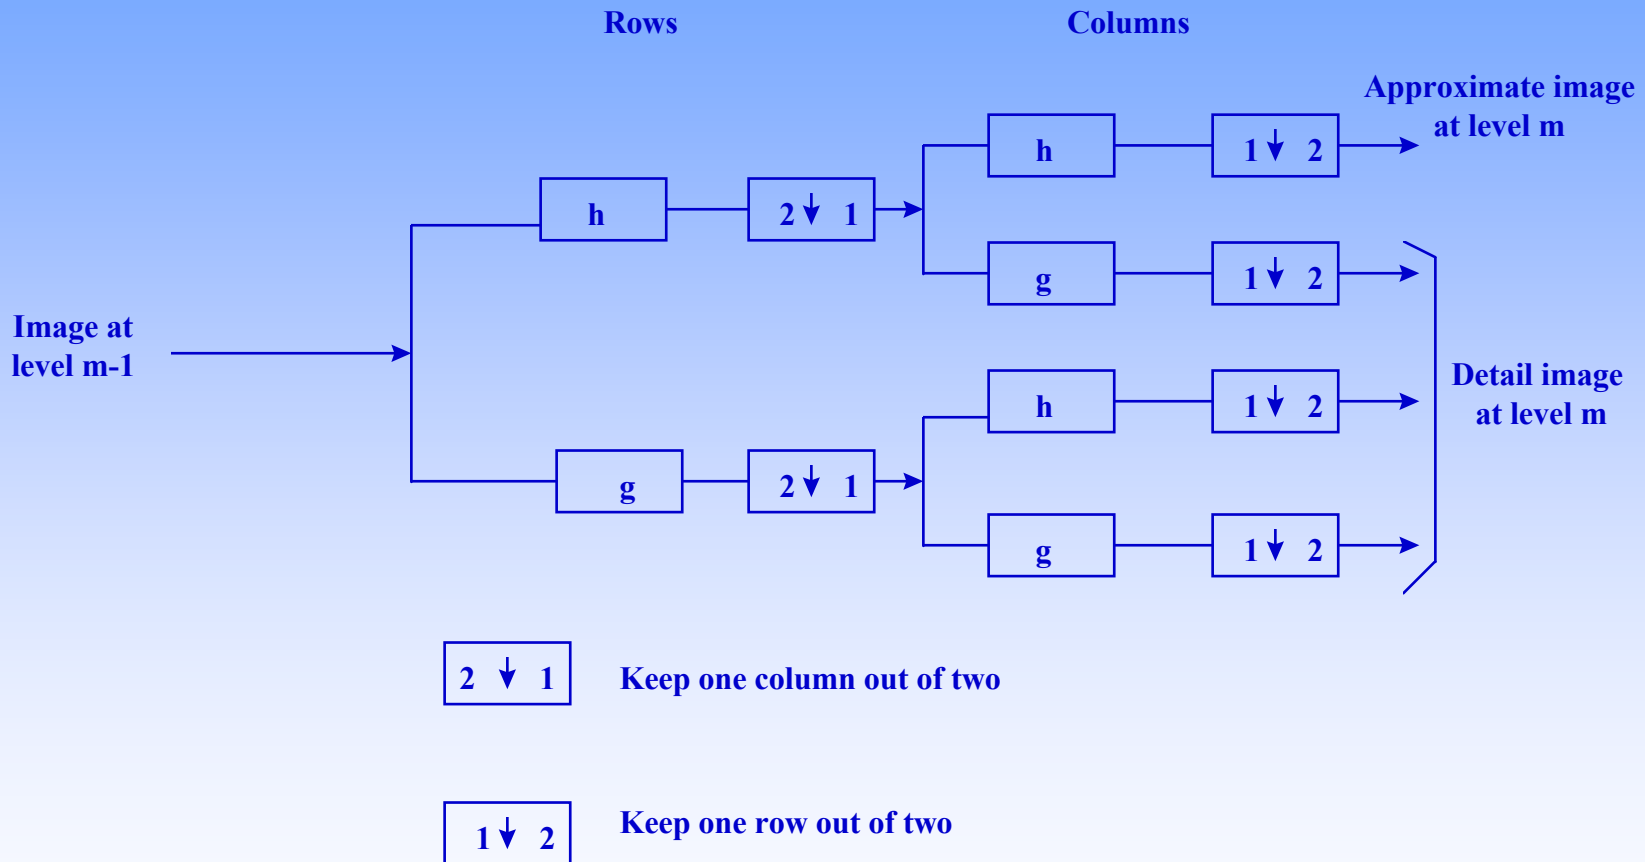 Rows Columns
Approximate image
at level m
h 1 2
h 2 1
g 1 2
Image at
level m-1
h 1 2
Detail image
at level m
g 2 1
g 1 2
2 1 Keep one column out of two
1 2 Keep one row out of two